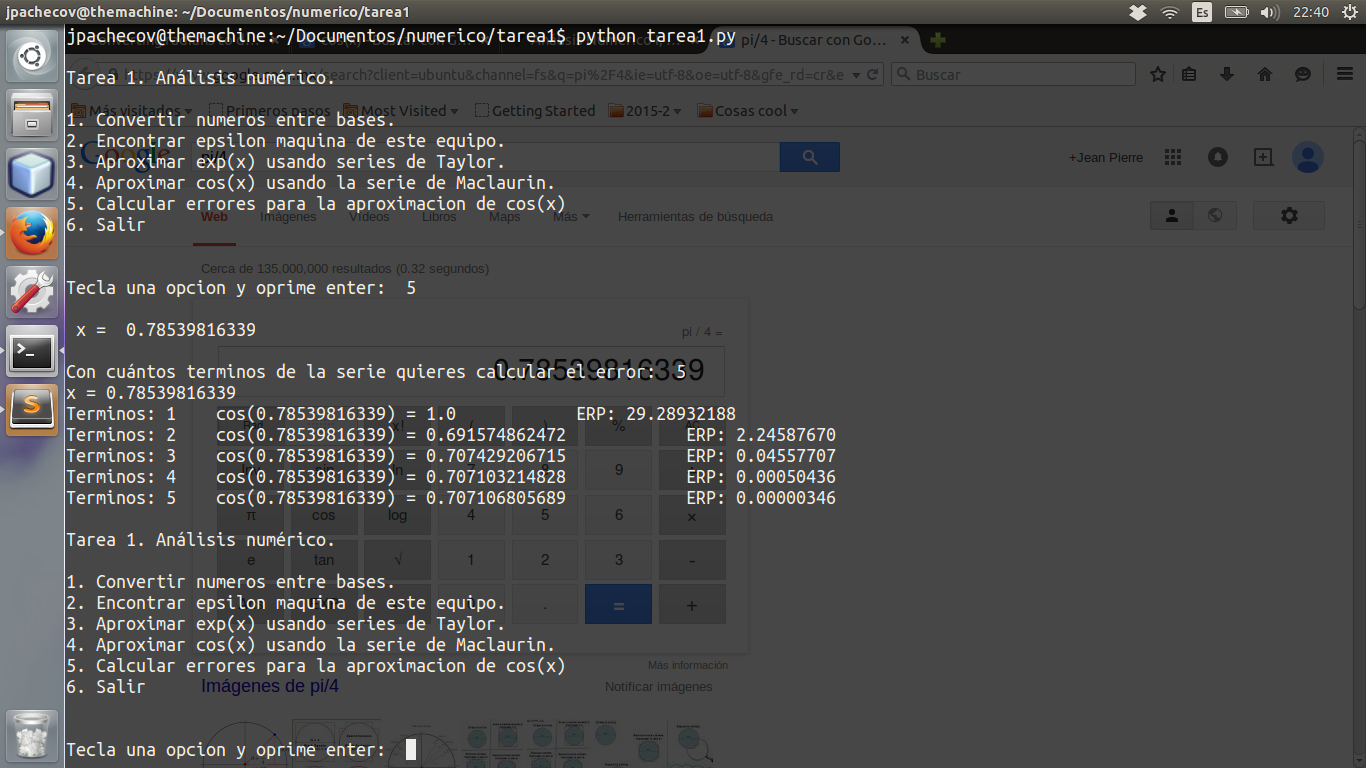 jpachecov@themachine: ~/Documentos/numerico/tarea1
Es
22:40
jpachecov@themachine:~/Documentos/numerico/tarea1$ python tarea1.py
pi/4 - Buscar con Go...
Buscar
Más visitados
Primeros pasos
Most Visited
Getting Started
2015-2
Cosas cool
Tarea 1. Análisis numérico.
1. Convertir numeros entre bases.
2. Encontrar epsilon maquina de este equipo.
3. Aproximar exp(x) usando series de Taylor.
4. Aproximar cos(x) usando la serie de Maclaurin.
5. Calcular errores para la aproximacion de cos(x)
6. Salir
Google
pi/4
+Jean Pierre
Web
Imágenes
Vídeos
Libros
Maps
Más
Herramientas de búsqueda
Cerca de 135,000,000 resultados (0.32 segundos)
Tecla una opcion y oprime enter:  5
x =  0.78539816339
pi / 4 =
0.78539816339
Con cuántos terminos de la serie quieres calcular el error:  5
x = 0.78539816339
Terminos: 1    cos(0.78539816339) = 1.0            ERP: 29.28932188
Terminos: 2    cos(0.78539816339) = 0.691574862472            ERP: 2.24587670
Terminos: 3    cos(0.78539816339) = 0.707429206715            ERP: 0.04557707
Terminos: 4    cos(0.78539816339) = 0.707103214828            ERP: 0.00050436
Terminos: 5    cos(0.78539816339) = 0.707106805689            ERP: 0.00000346
x!
%
ln
7
8
9
π
cos
log
4
5
6
×
e
tan
√
1
2
3
-
.
=
+
Tarea 1. Análisis numérico.
1. Convertir numeros entre bases.
2. Encontrar epsilon maquina de este equipo.
3. Aproximar exp(x) usando series de Taylor.
4. Aproximar cos(x) usando la serie de Maclaurin.
5. Calcular errores para la aproximacion de cos(x)
6. Salir
Más información
Imágenes de pi/4
Notificar imágenes
Tecla una opcion y oprime enter: